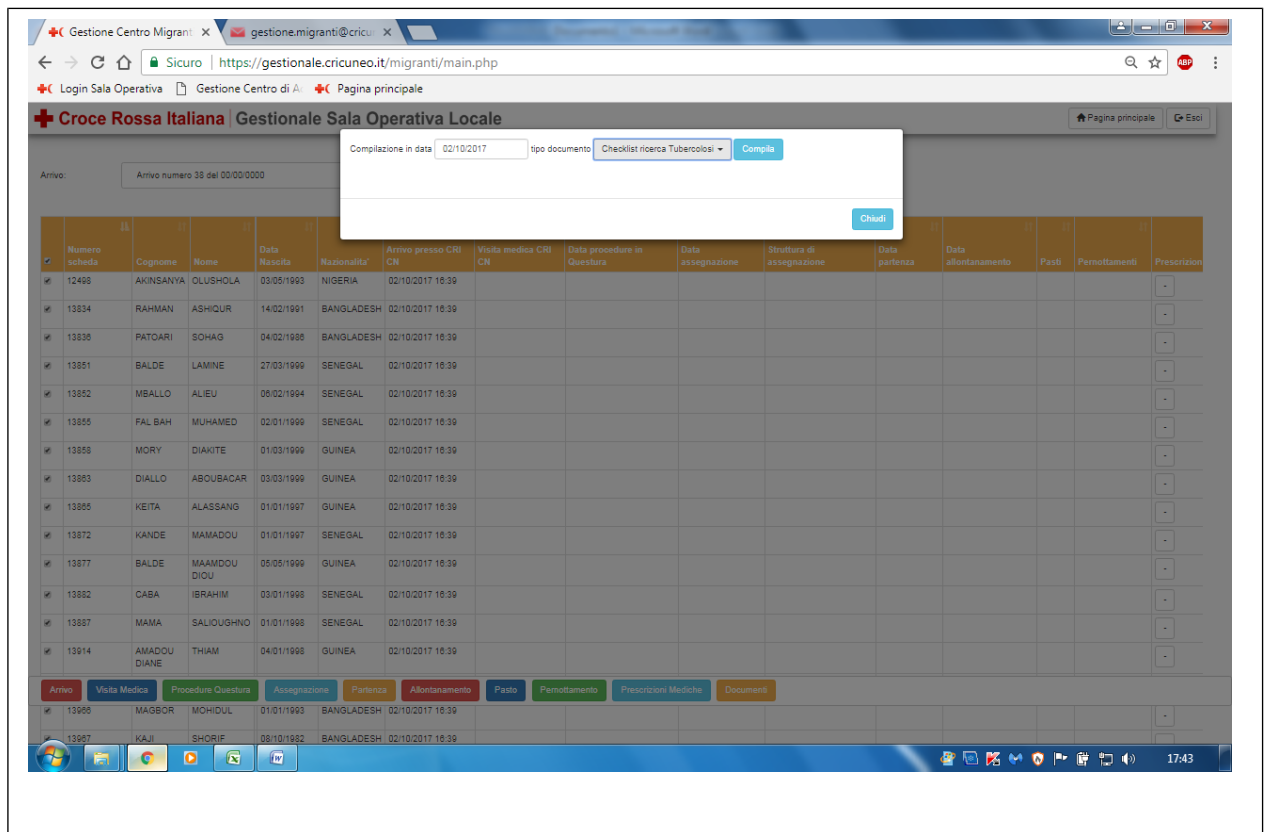 Gestione Centro Migrant
gestione.migranti@cricu
Sicuro | https://gestionale.cricuneo.it/migranti/main.php
ABP
Login Sala Operativa Gestione Centro di A Pagina principale
Croce Rossa Italiana Gestionale Sala Operativa Locale Pagina principale Esci
Compilazione in data 02/10/2017 tipo documento Checklist ricerca Tubercolosi Compila
Arrivo: Arrivo numero 38 del 00/00/0000
Chiudi
Numero scheda Cognome Nome Data Nascita Nazionalita' Arrivo presso CRI CN Visita medica CRI CN Data procedure in Questura Data assegnazione Struttura di assegnazione Data partenza Data allontanamento Pasti Pernottamenti Prescrizion
12498 AKINSANYA OLUSHOLA 03/05/1993 NIGERIA 02/10/2017 16:39 -
13834 RAHMAN ASHIQUR 14/02/1991 BANGLADESH 02/10/2017 16:39 -
13836 PATOARI SOHAG 04/02/1986 BANGLADESH 02/10/2017 16:39 -
13851 BALDE LAMINE 27/03/1999 SENEGAL 02/10/2017 16:39 -
13852 MBALLO ALIEU 06/02/1994 SENEGAL 02/10/2017 16:39 -
13855 FAL BAH MUHAMED 02/01/1999 SENEGAL 02/10/2017 16:39 -
13858 MORY DIAKITE 01/03/1999 GUINEA 02/10/2017 16:39 -
13863 DIALLO ABOUBACAR 03/03/1999 GUINEA 02/10/2017 16:39 -
13865 KEITA ALASSANG 01/01/1997 GUINEA 02/10/2017 16:39 -
13872 KANDE MAMADOU 01/01/1997 SENEGAL 02/10/2017 16:39 -
13877 BALDE MAAMDOU DIOU 05/05/1999 GUINEA 02/10/2017 16:39 -
13882 CABA IBRAHIM 03/01/1998 SENEGAL 02/10/2017 16:39 -
13887 MAMA SALIOUGHNO 01/01/1998 SENEGAL 02/10/2017 16:39 -
13914 AMADOU DIANE THIAM 04/01/1998 GUINEA 02/10/2017 16:39 -
Arrivo Visita Medica Procedure Questura Assegnazione Partenza Allontanamento Pasto Pernottamento Prescrizioni Mediche Documenti
13966 MAGBOR MOHIDUL 01/01/1993 BANGLADESH 02/10/2017 16:39 -
13967 KAJI SHORIF 08/10/1982 BANGLADESH 02/10/2017 16:39
17:43